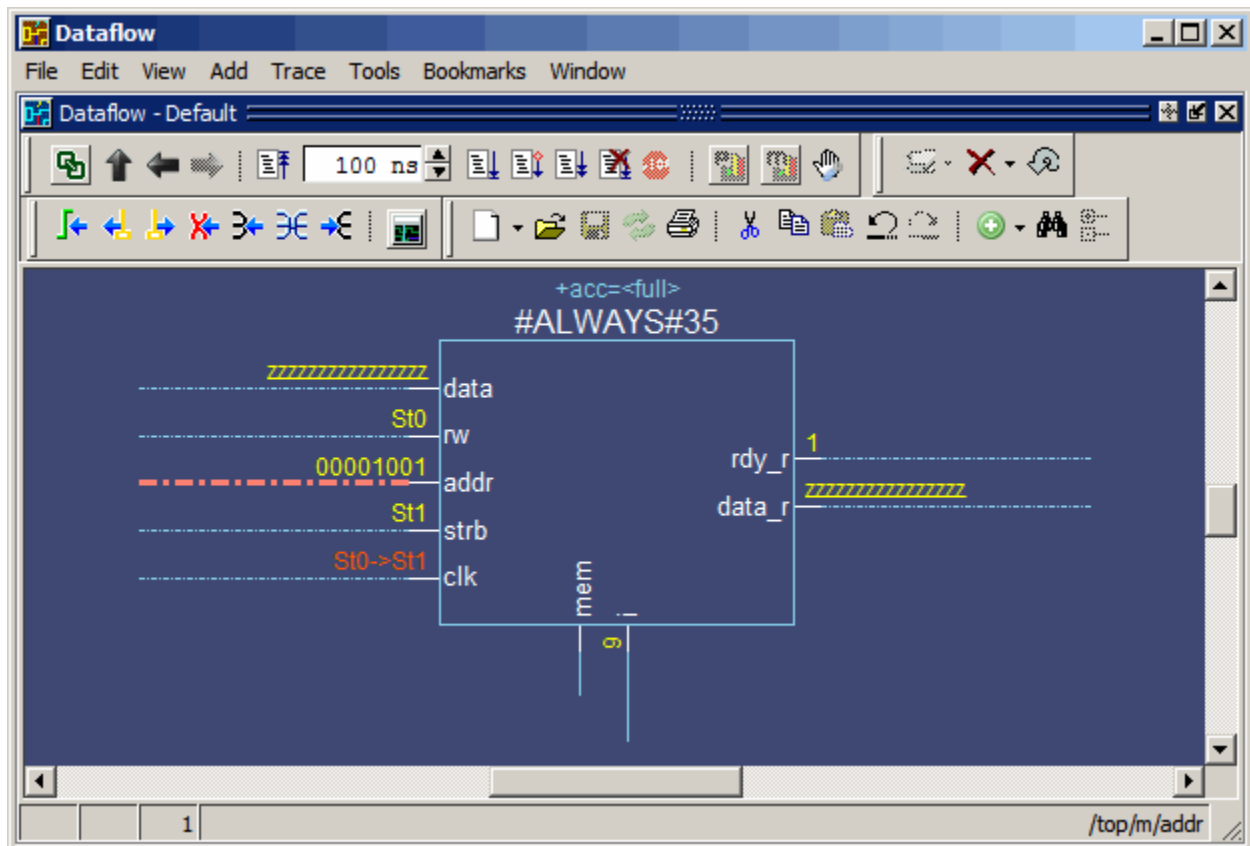 Dataflow
File Edit View Add Trace Tools Bookmarks Window
Dataflow - Default
100 ns
+acc=<full>
#ALWAYS#35
zzzzzzzzzzzzzzzz
data
St0
rw
00001001
addr
St1
strb
St0->St1
clk
1
rdy_r
zzzzzzzzzzzzzzzz
data_r
mem
i
9
1
/top/m/addr